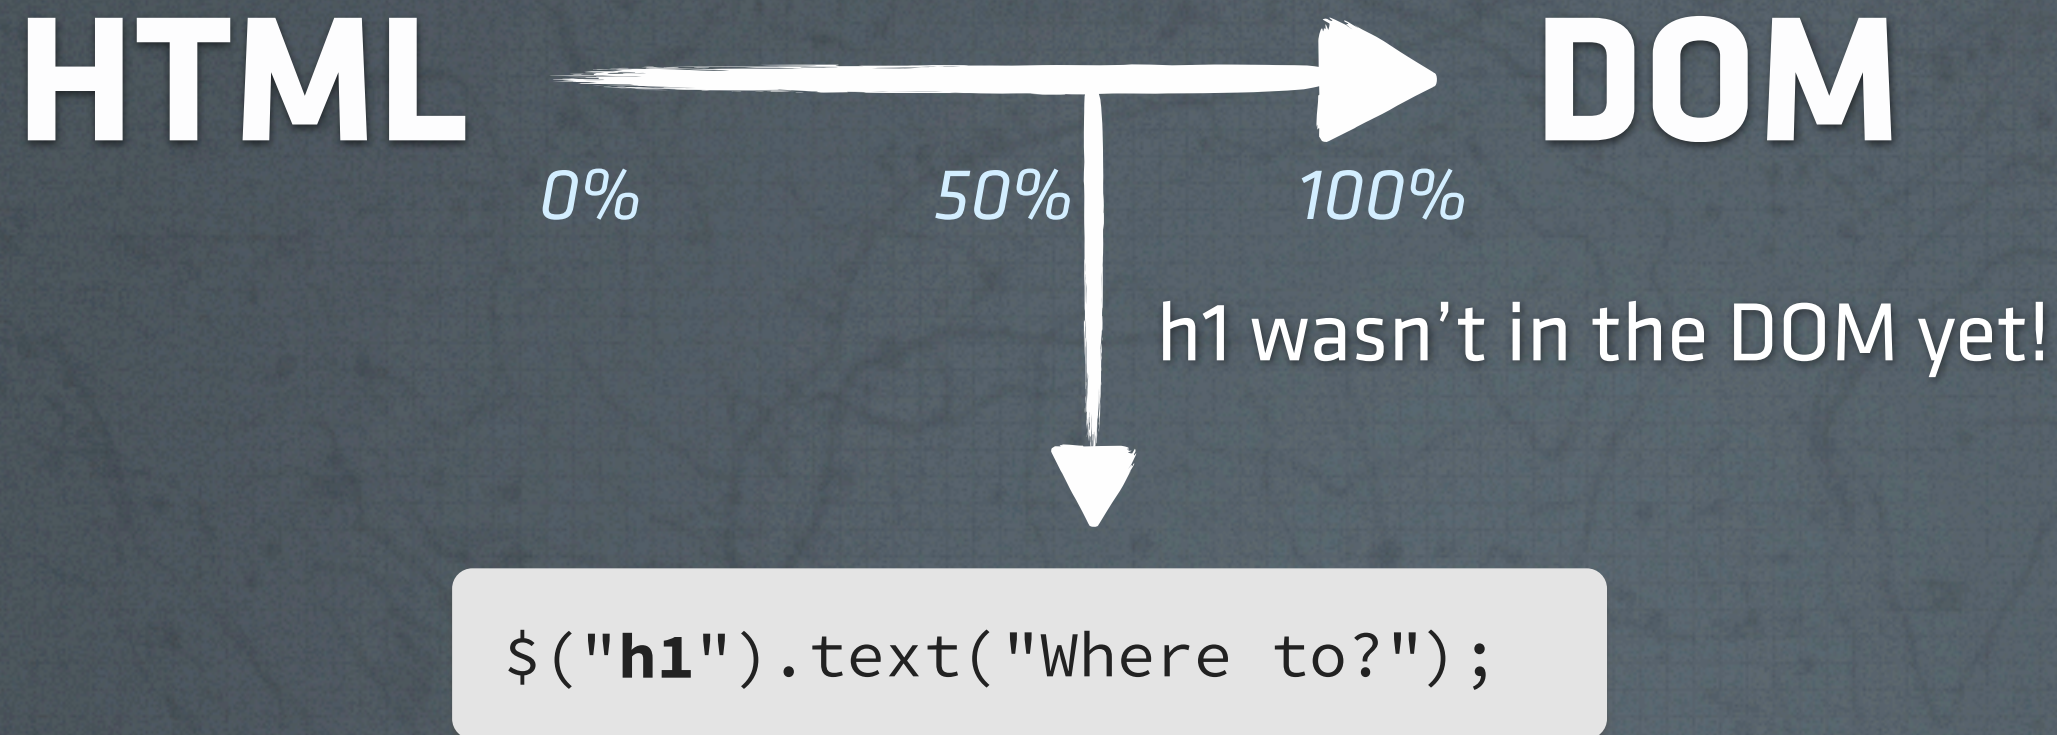 HTML DOM
0% 50% 100%
h1 wasn’t in the DOM yet!
$("h1").text("Where to?");